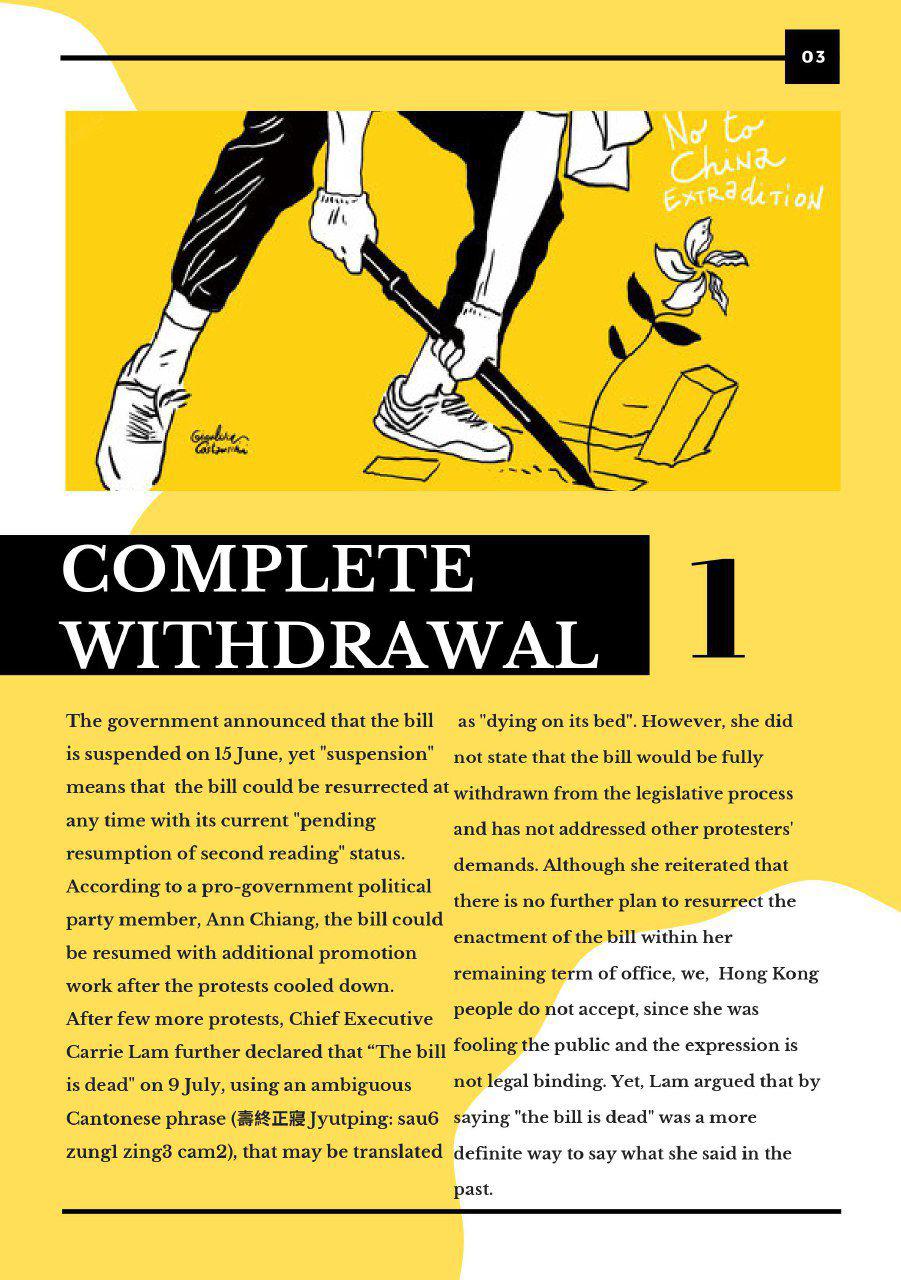 03
No to
China
Extradition
COMPLETE
WITHDRAWAL
1
The government announced that the bill
is suspended on 15 June, yet "suspension"
means that  the bill could be resurrected at
any time with its current "pending
resumption of second reading" status.
According to a pro-government political
party member, Ann Chiang, the bill could
be resumed with additional promotion
work after the protests cooled down.
After few more protests, Chief Executive
Carrie Lam further declared that “The bill
is dead" on 9 July, using an ambiguous
Cantonese phrase (壽終正寢 Jyutping: sau6
zung1 zing3 cam2), that may be translated
as "dying on its bed". However, she did
not state that the bill would be fully
withdrawn from the legislative process
and has not addressed other protesters'
demands. Although she reiterated that
there is no further plan to resurrect the
enactment of the bill within her
remaining term of office, we,  Hong Kong
people do not accept, since she was
fooling the public and the expression is
not legal binding. Yet, Lam argued that by
saying "the bill is dead" was a more
definite way to say what she said in the
past.